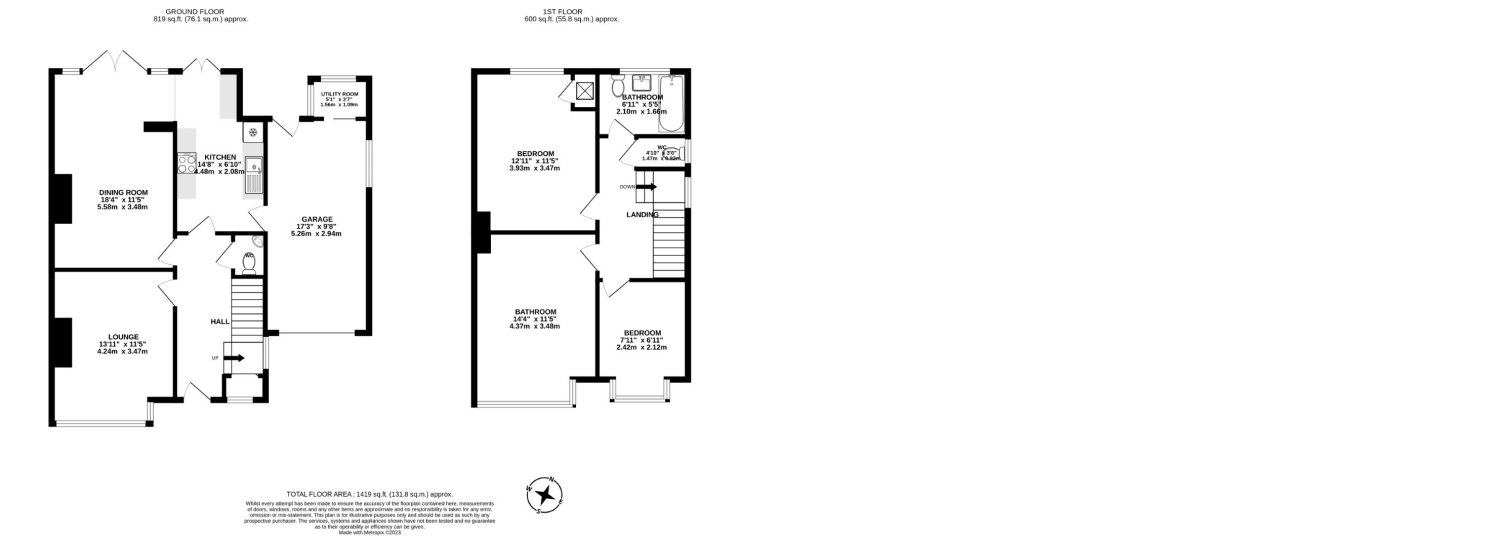 GROUND FLOOR
819 sq.ft. (76.1 sq.m.) approx.
1ST FLOOR
600 sq.ft. (55.8 sq.m.) approx.
UTILITY ROOM
5'1" x 3'7"
1.56m x 1.09m
KITCHEN
14'8" x 6'10"
4.48m x 2.08m
DINING ROOM
18'4" x 11'5"
5.58m x 3.48m
GARAGE
17'3" x 9'8"
5.26m x 2.94m
WC
HALL
LOUNGE
13'11" x 11'5"
4.24m x 3.47m
UP
BATHROOM
6'11" x 5'5"
2.10m x 1.66m
BEDROOM
12'11" x 11'5"
3.93m x 3.47m
WC
4'10" x 3'0"
1.47m x 0.92m
DOWN
LANDING
BATHROOM
14'4" x 11'5"
4.37m x 3.48m
BEDROOM
7'11" x 6'11"
2.42m x 2.12m
N
W
E
S
TOTAL FLOOR AREA : 1419 sq.ft. (131.8 sq.m.) approx.
Whilst every attempt has been made to ensure the accuracy of the floorplan contained here, measurements
of doors, windows, rooms and any other items are approximate and no responsibility is taken for any error,
omission or mis-statement. This plan is for illustrative purposes only and should be used as such by any
prospective purchaser. The services, systems and appliances shown have not been tested and no guarantee
as to their operability or efficiency can be given.
Made with Metropix ©2023